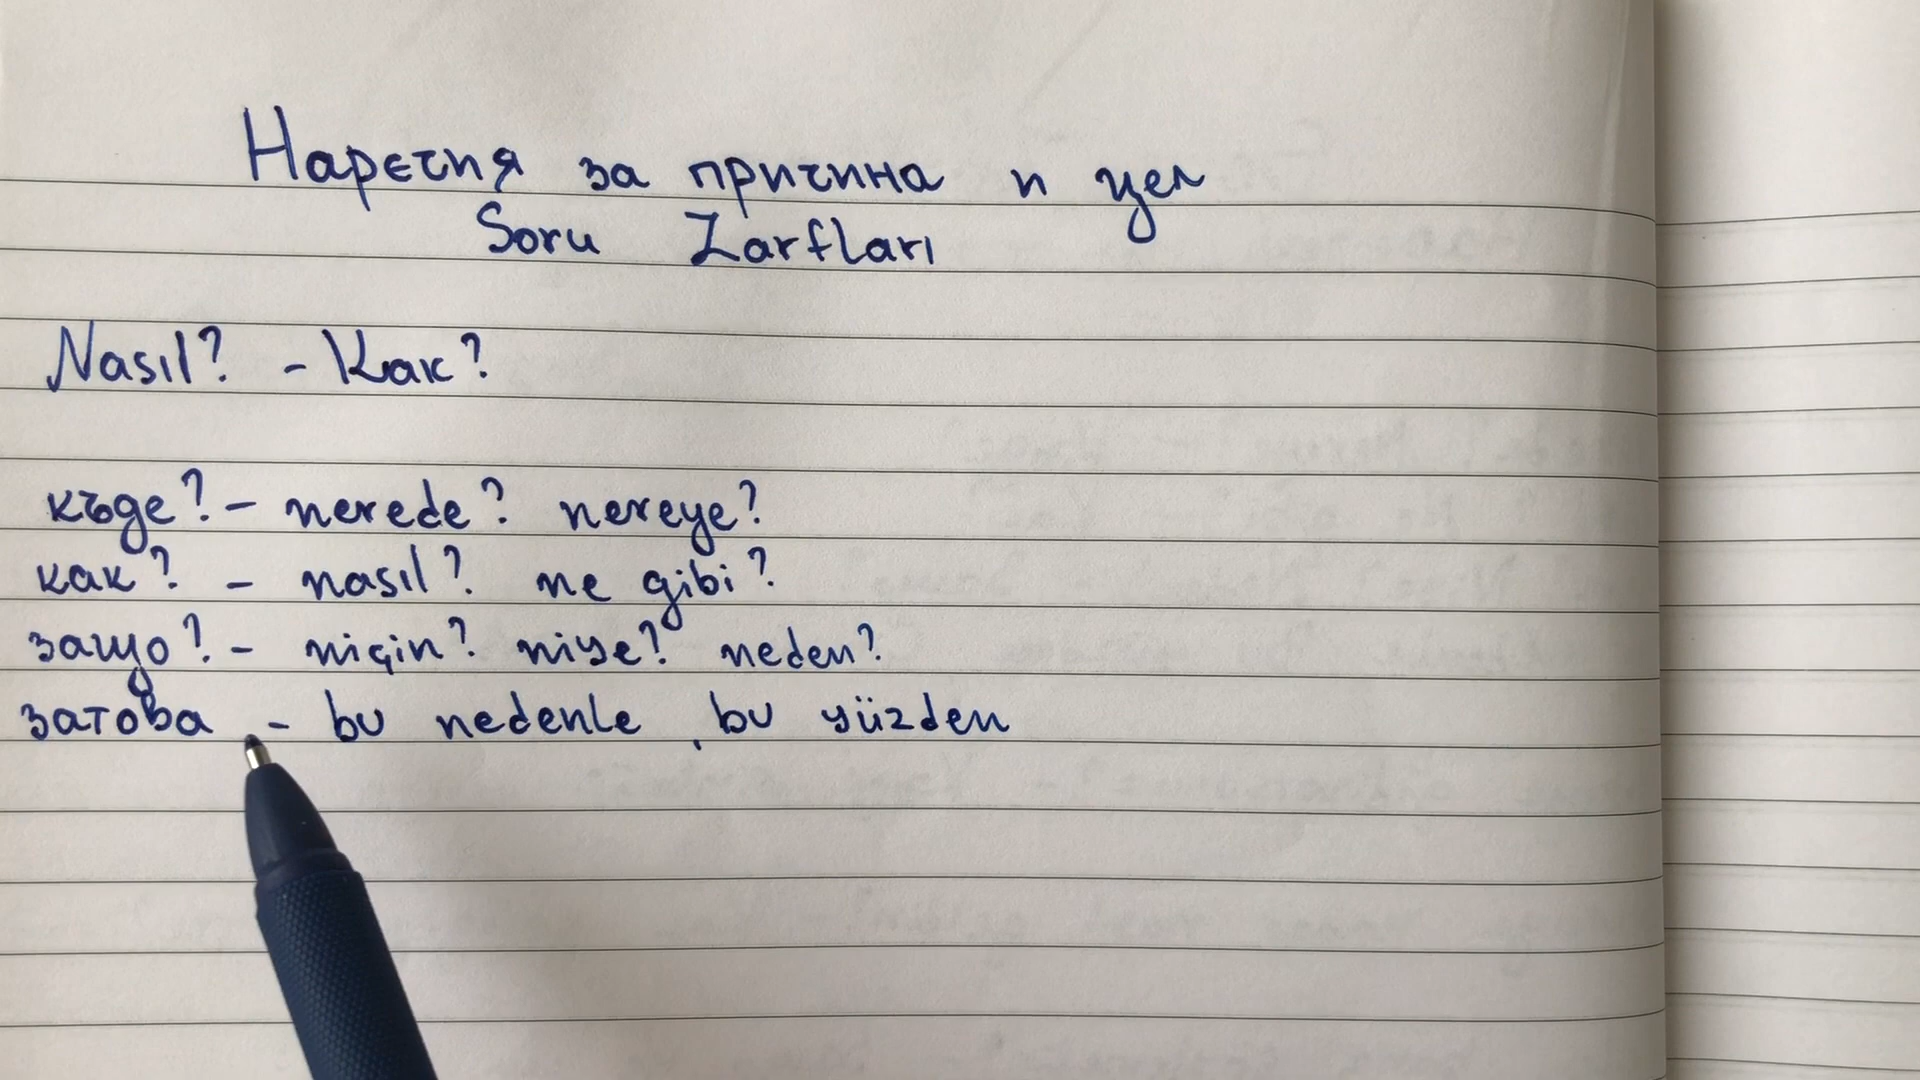 Наречия за причина и цел
Soru Zarfları
Nasıl? - Как?
къде? - nerede? nereye?
как? - nasıl? ne gibi?
защо? - niçin? niye? neden?
затова - bu nedenle, bu yüzden